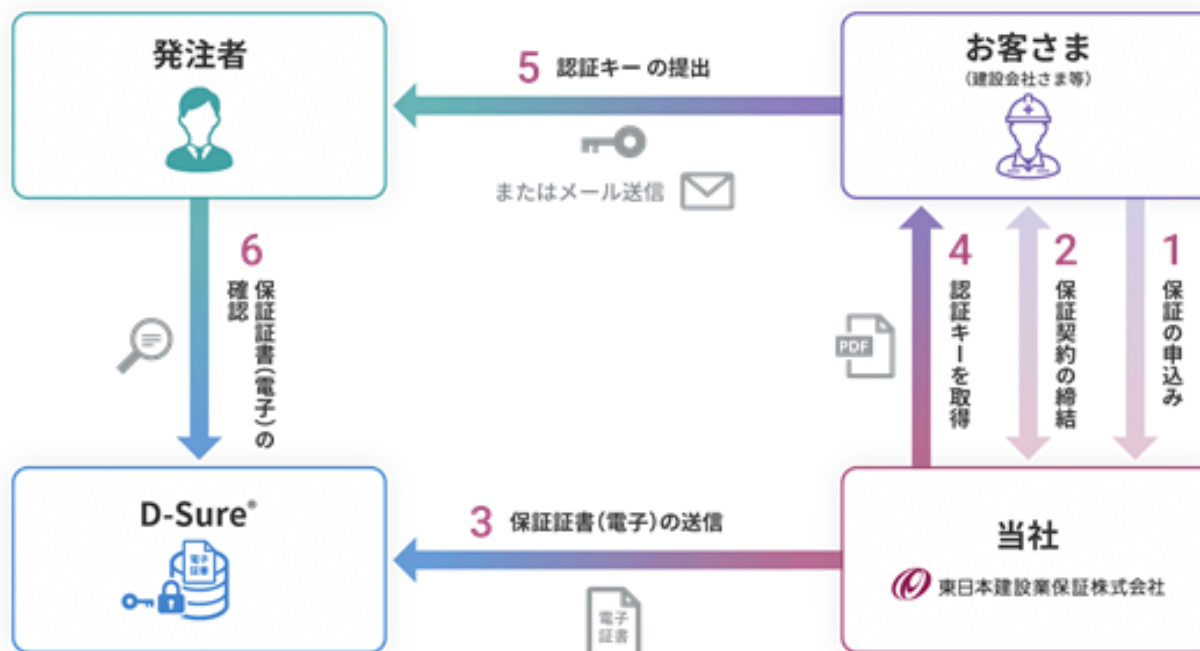 発注者
5 認証キー の提出
またはメール送信
お客さま
(建設会社さま等)
6
保証証書(電子)の
確認
PDF
4
認証キーを取得
2
保証契約の締結
1
保証の申込み
D-Sure®
電子
証書
3 保証証書(電子)の送信
電子
証書
当社
東日本建設業保証株式会社